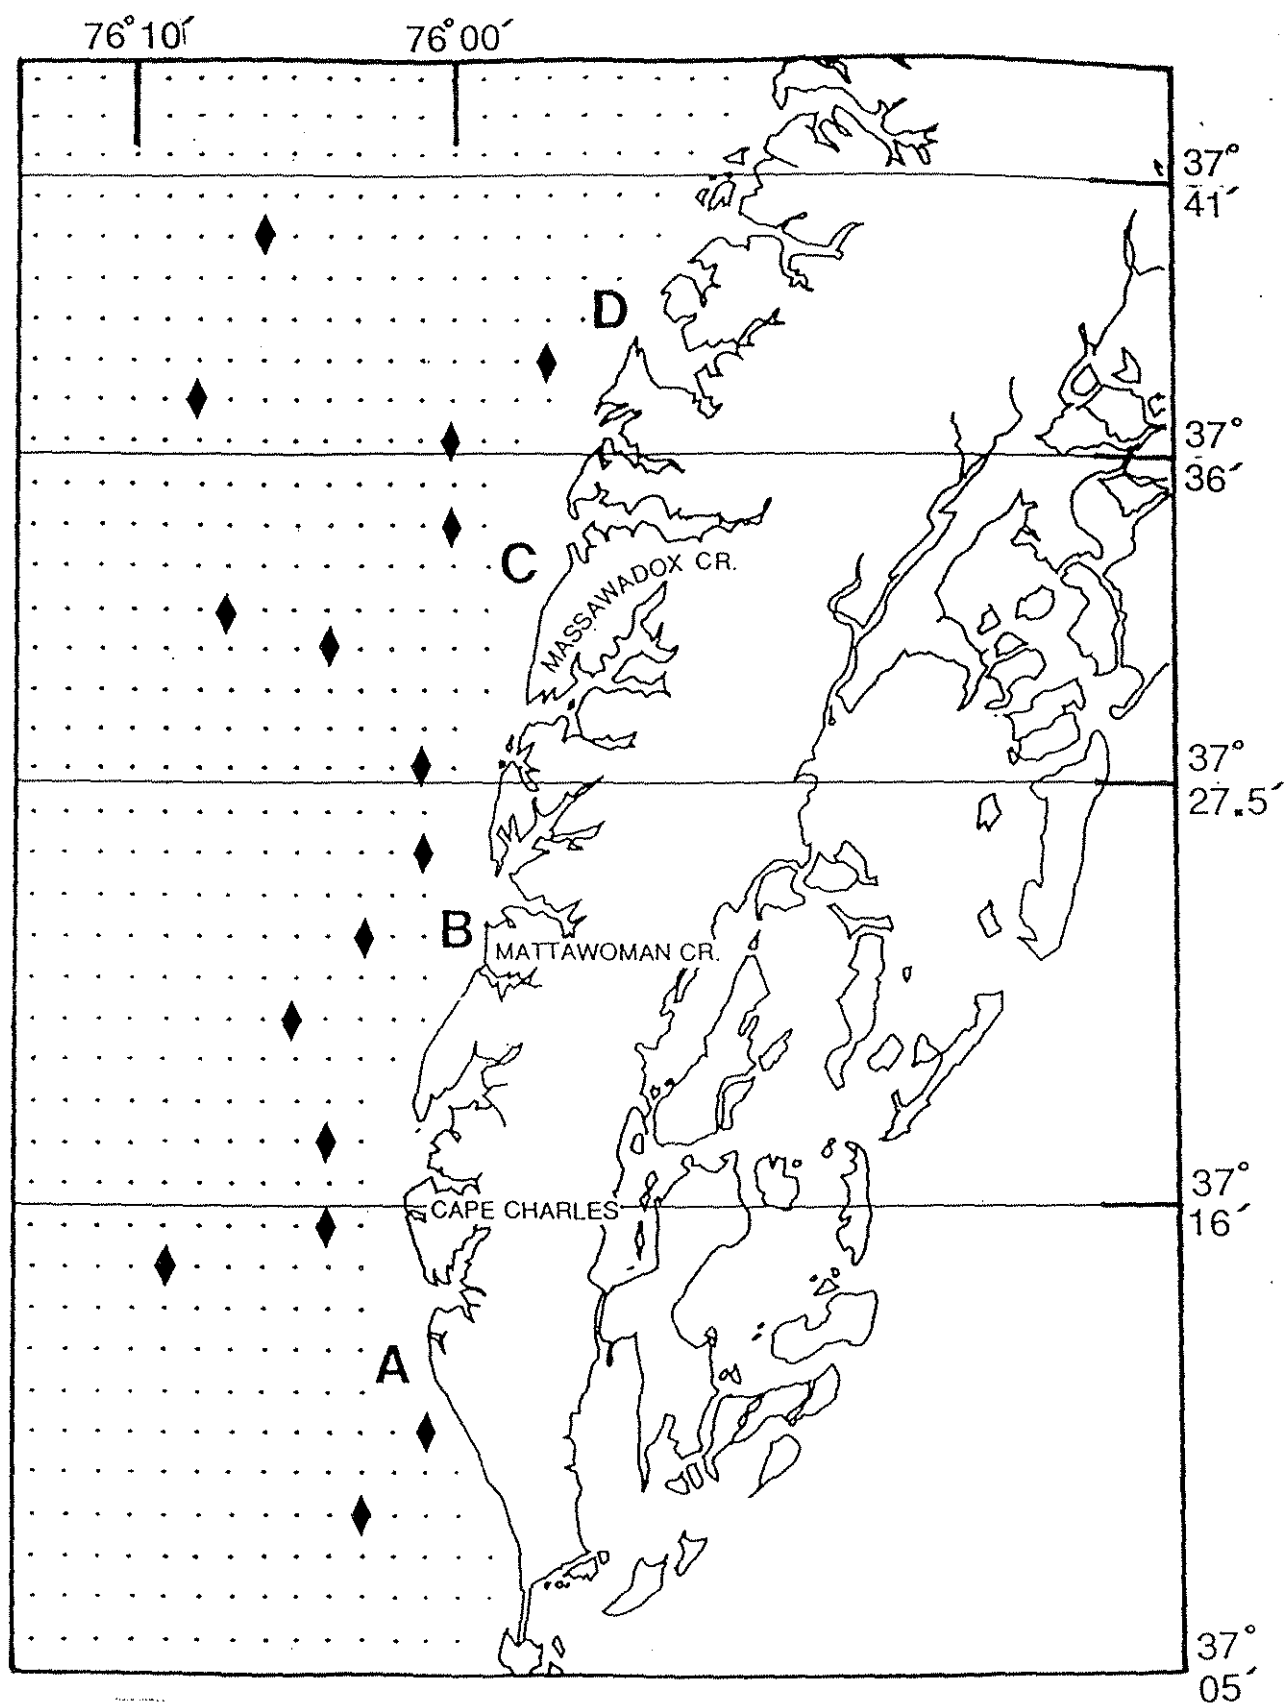 76° 10′ 76° 00′
37°
41′
D
37°
36′
C
MASSAWADOX CR.
37°
27.5′
B
MATTAWOMAN CR.
37°
16′
CAPE CHARLES
A
37°
05′